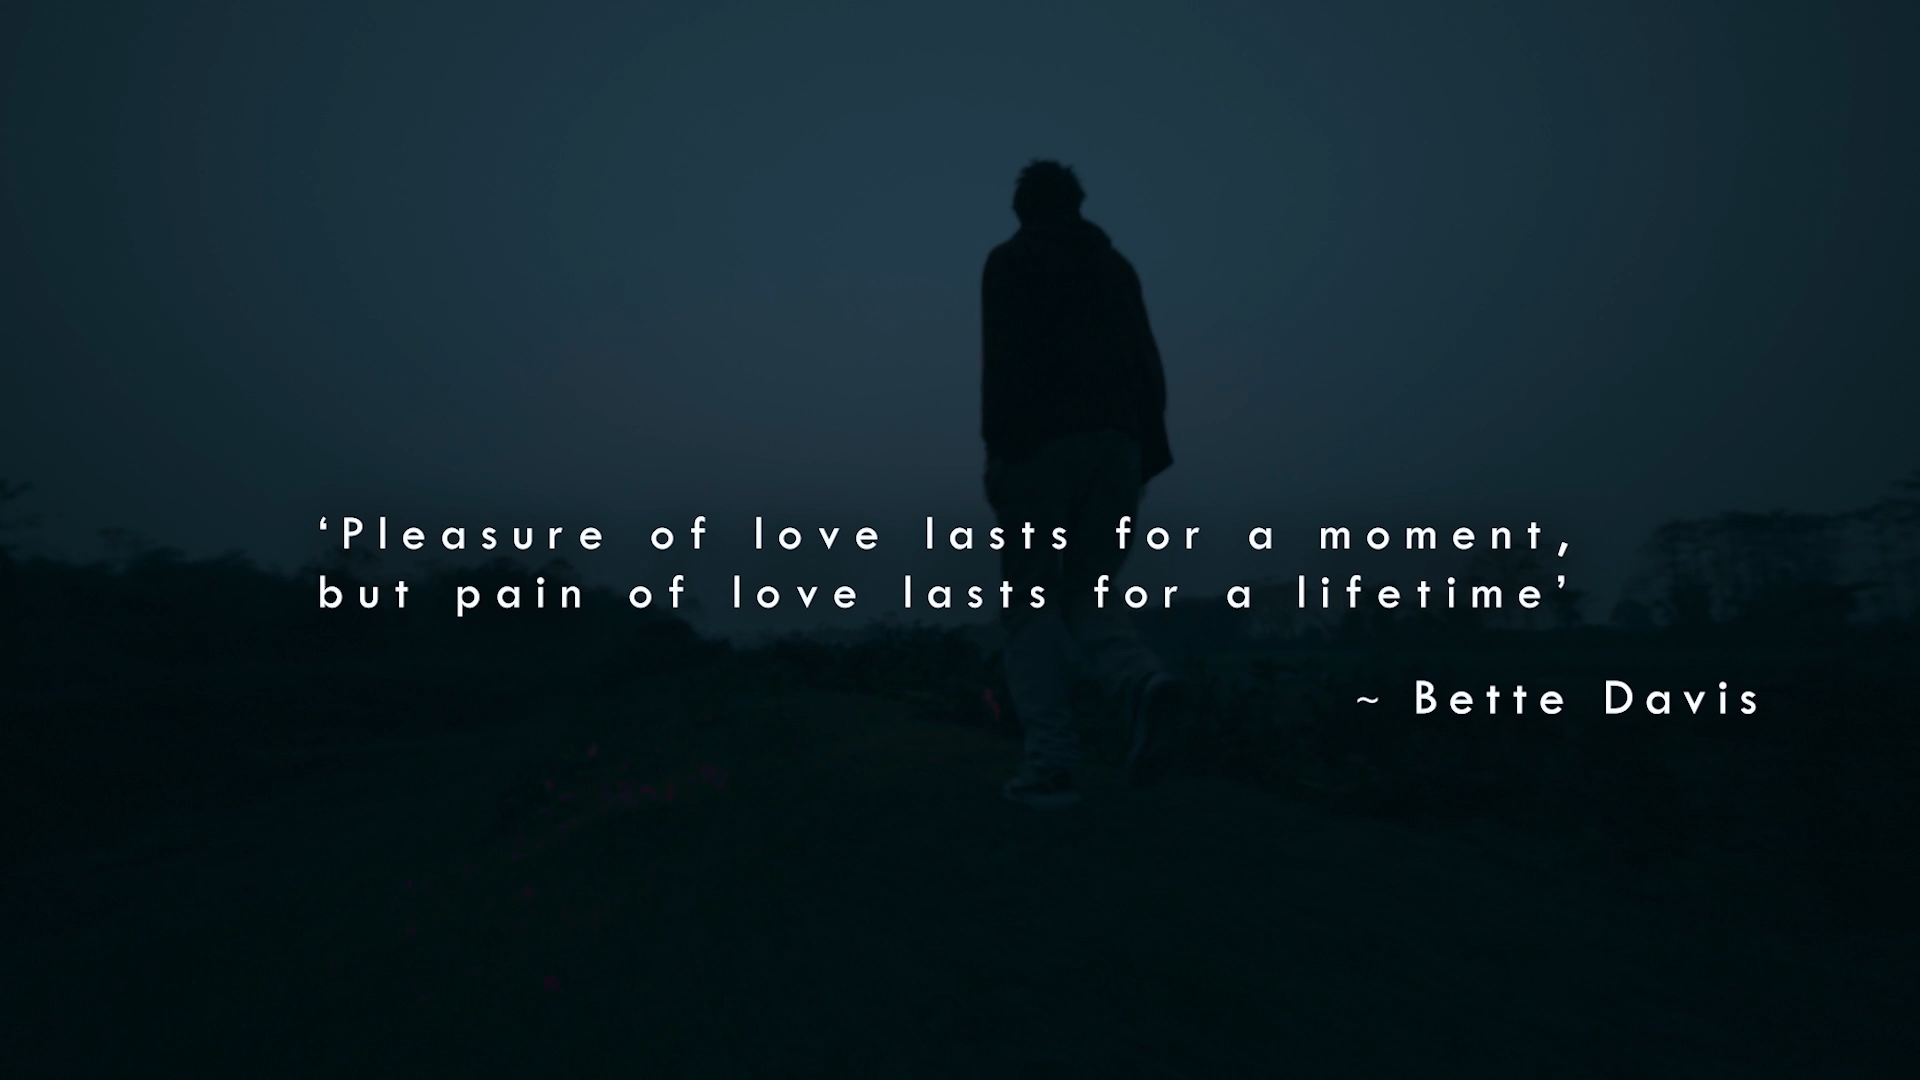 ‘Pleasure of love lasts for a moment,
but pain of love lasts for a lifetime’
~ Bette Davis